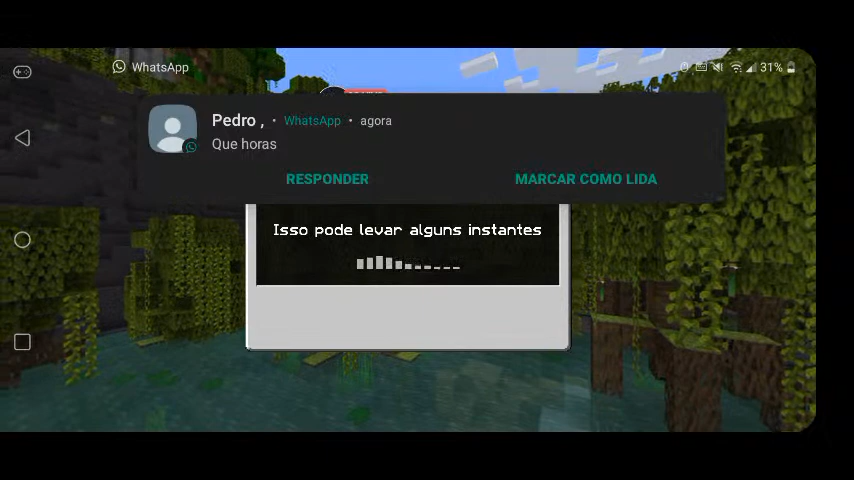 WhatsApp
31%
Pedro , • WhatsApp • agora
Que horas
RESPONDER
MARCAR COMO LIDA
Isso pode levar alguns instantes